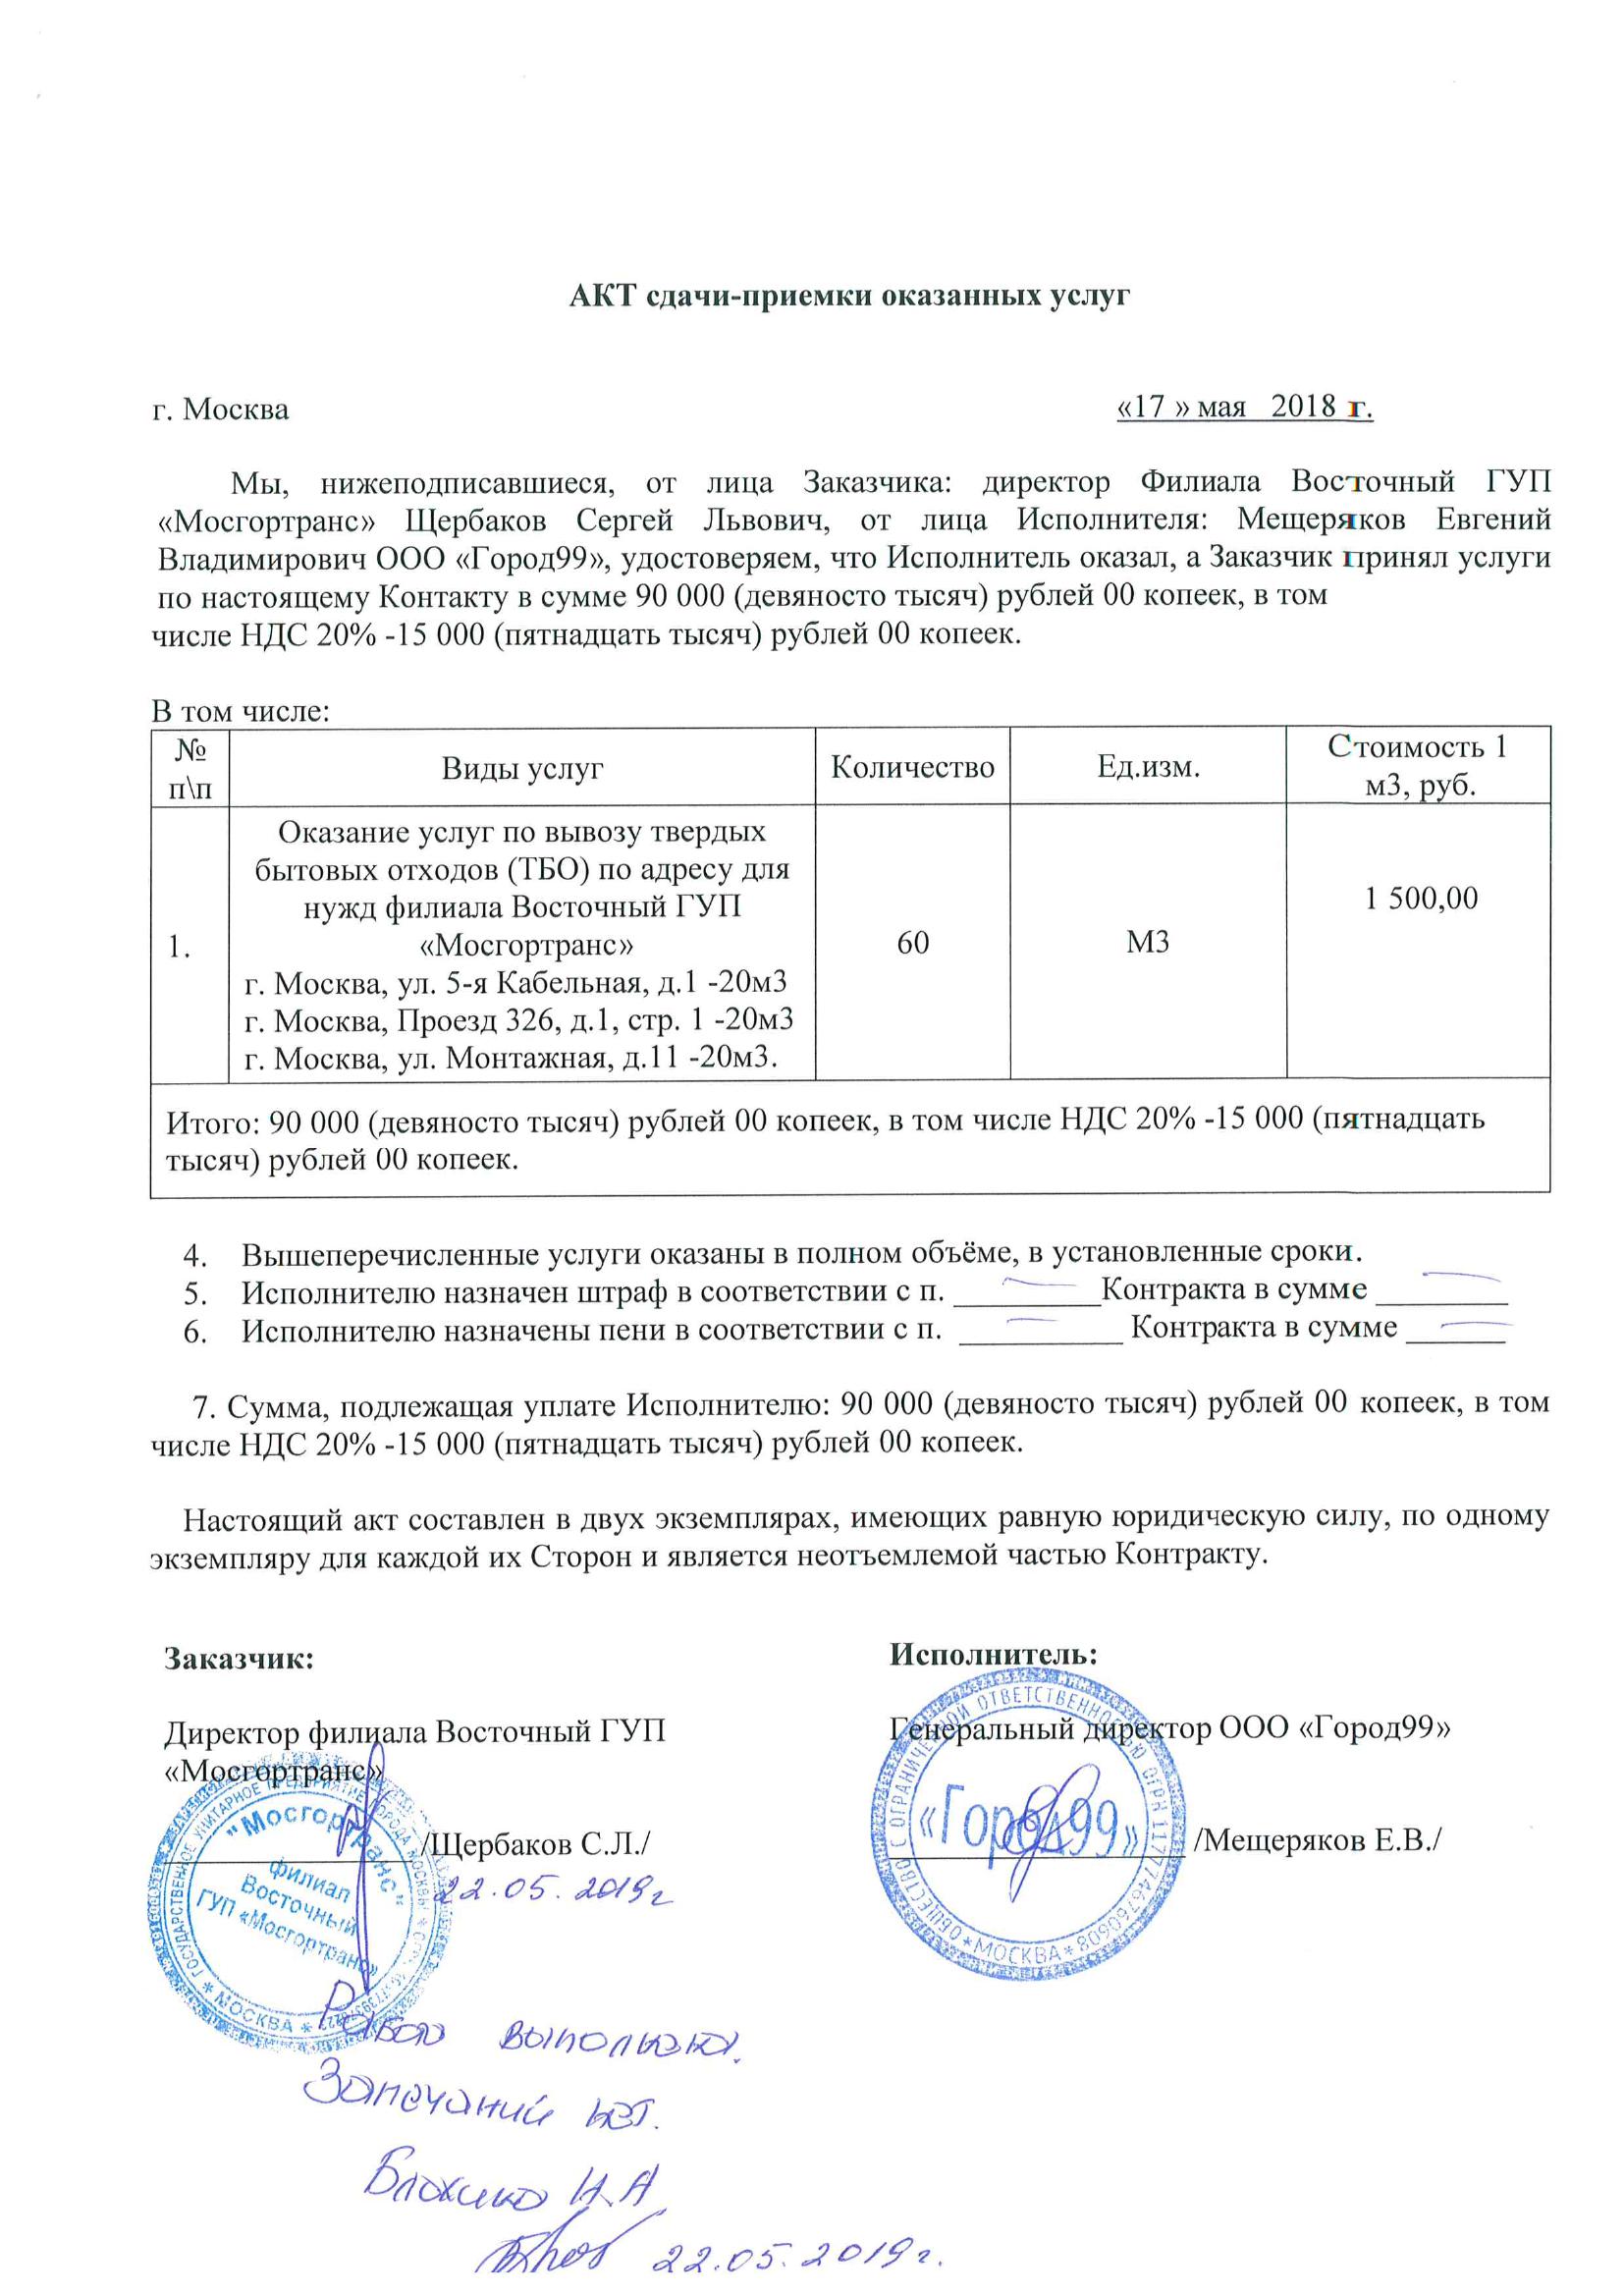 АКТ сдачи-приемки оказанных услуг
г. Москва «17 » мая 2018 г.
Мы, нижеподписавшиеся, от лица Заказчика: директор Филиала Восточный ГУП
«Мосгортранс» Щербаков Сергей Львович, от лица Исполнителя: Мещеряков Евгений
Владимирович ООО «Город99», удостоверяем, что Исполнитель оказал, а Заказчик принял услуги
по настоящему Контакту в сумме 90 000 (девяносто тысяч) рублей 00 копеек, в том
числе НДС 20% -15 000 (пятнадцать тысяч) рублей 00 копеек.
В том числе:
№ п\п Виды услуг Количество Ед.изм. Стоимость 1 м3, руб.
1.
Оказание услуг по вывозу твердых
бытовых отходов (ТБО) по адресу для
нужд филиала Восточный ГУП
«Мосгортранс»
г. Москва, ул. 5-я Кабельная, д.1 -20м3
г. Москва, Проезд 326, д.1, стр. 1 -20м3
г. Москва, ул. Монтажная, д.11 -20м3.
60
М3
1 500,00
Итого: 90 000 (девяносто тысяч) рублей 00 копеек, в том числе НДС 20% -15 000 (пятнадцать
тысяч) рублей 00 копеек.
4. Вышеперечисленные услуги оказаны в полном объёме, в установленные сроки.
5. Исполнителю назначен штраф в соответствии с п. _________Контракта в сумме ________
6. Исполнителю назначены пени в соответствии с п. __________ Контракта в сумме ______
7. Сумма, подлежащая уплате Исполнителю: 90 000 (девяносто тысяч) рублей 00 копеек, в том
числе НДС 20% -15 000 (пятнадцать тысяч) рублей 00 копеек.
Настоящий акт составлен в двух экземплярах, имеющих равную юридическую силу, по одному
экземпляру для каждой их Сторон и является неотъемлемой частью Контракту.
Заказчик:
Директор филиала Восточный ГУП
«Мосгортранс»
/Щербаков С.Л./
22.05.2019г
ГОСУДАРСТВЕННОЕ УНИТАРНОЕ ПРЕДПРИЯТИЕ ГОРОДА МОСКВЫ
* МОСКВА *
"Мосгортранс"
филиал
Восточный
ГУП «Мосгортранс»
Исполнитель:
Генеральный директор ООО «Город99»
/Мещеряков Е.В./
ОБЩЕСТВО С ОГРАНИЧЕННОЙ ОТВЕТСТВЕННОСТЬЮ ОГРН 1177746760608
* МОСКВА *
«Город99»
Работа выполнена.
Замечаний нет.
Блохина Н.А
22.05.2019г.